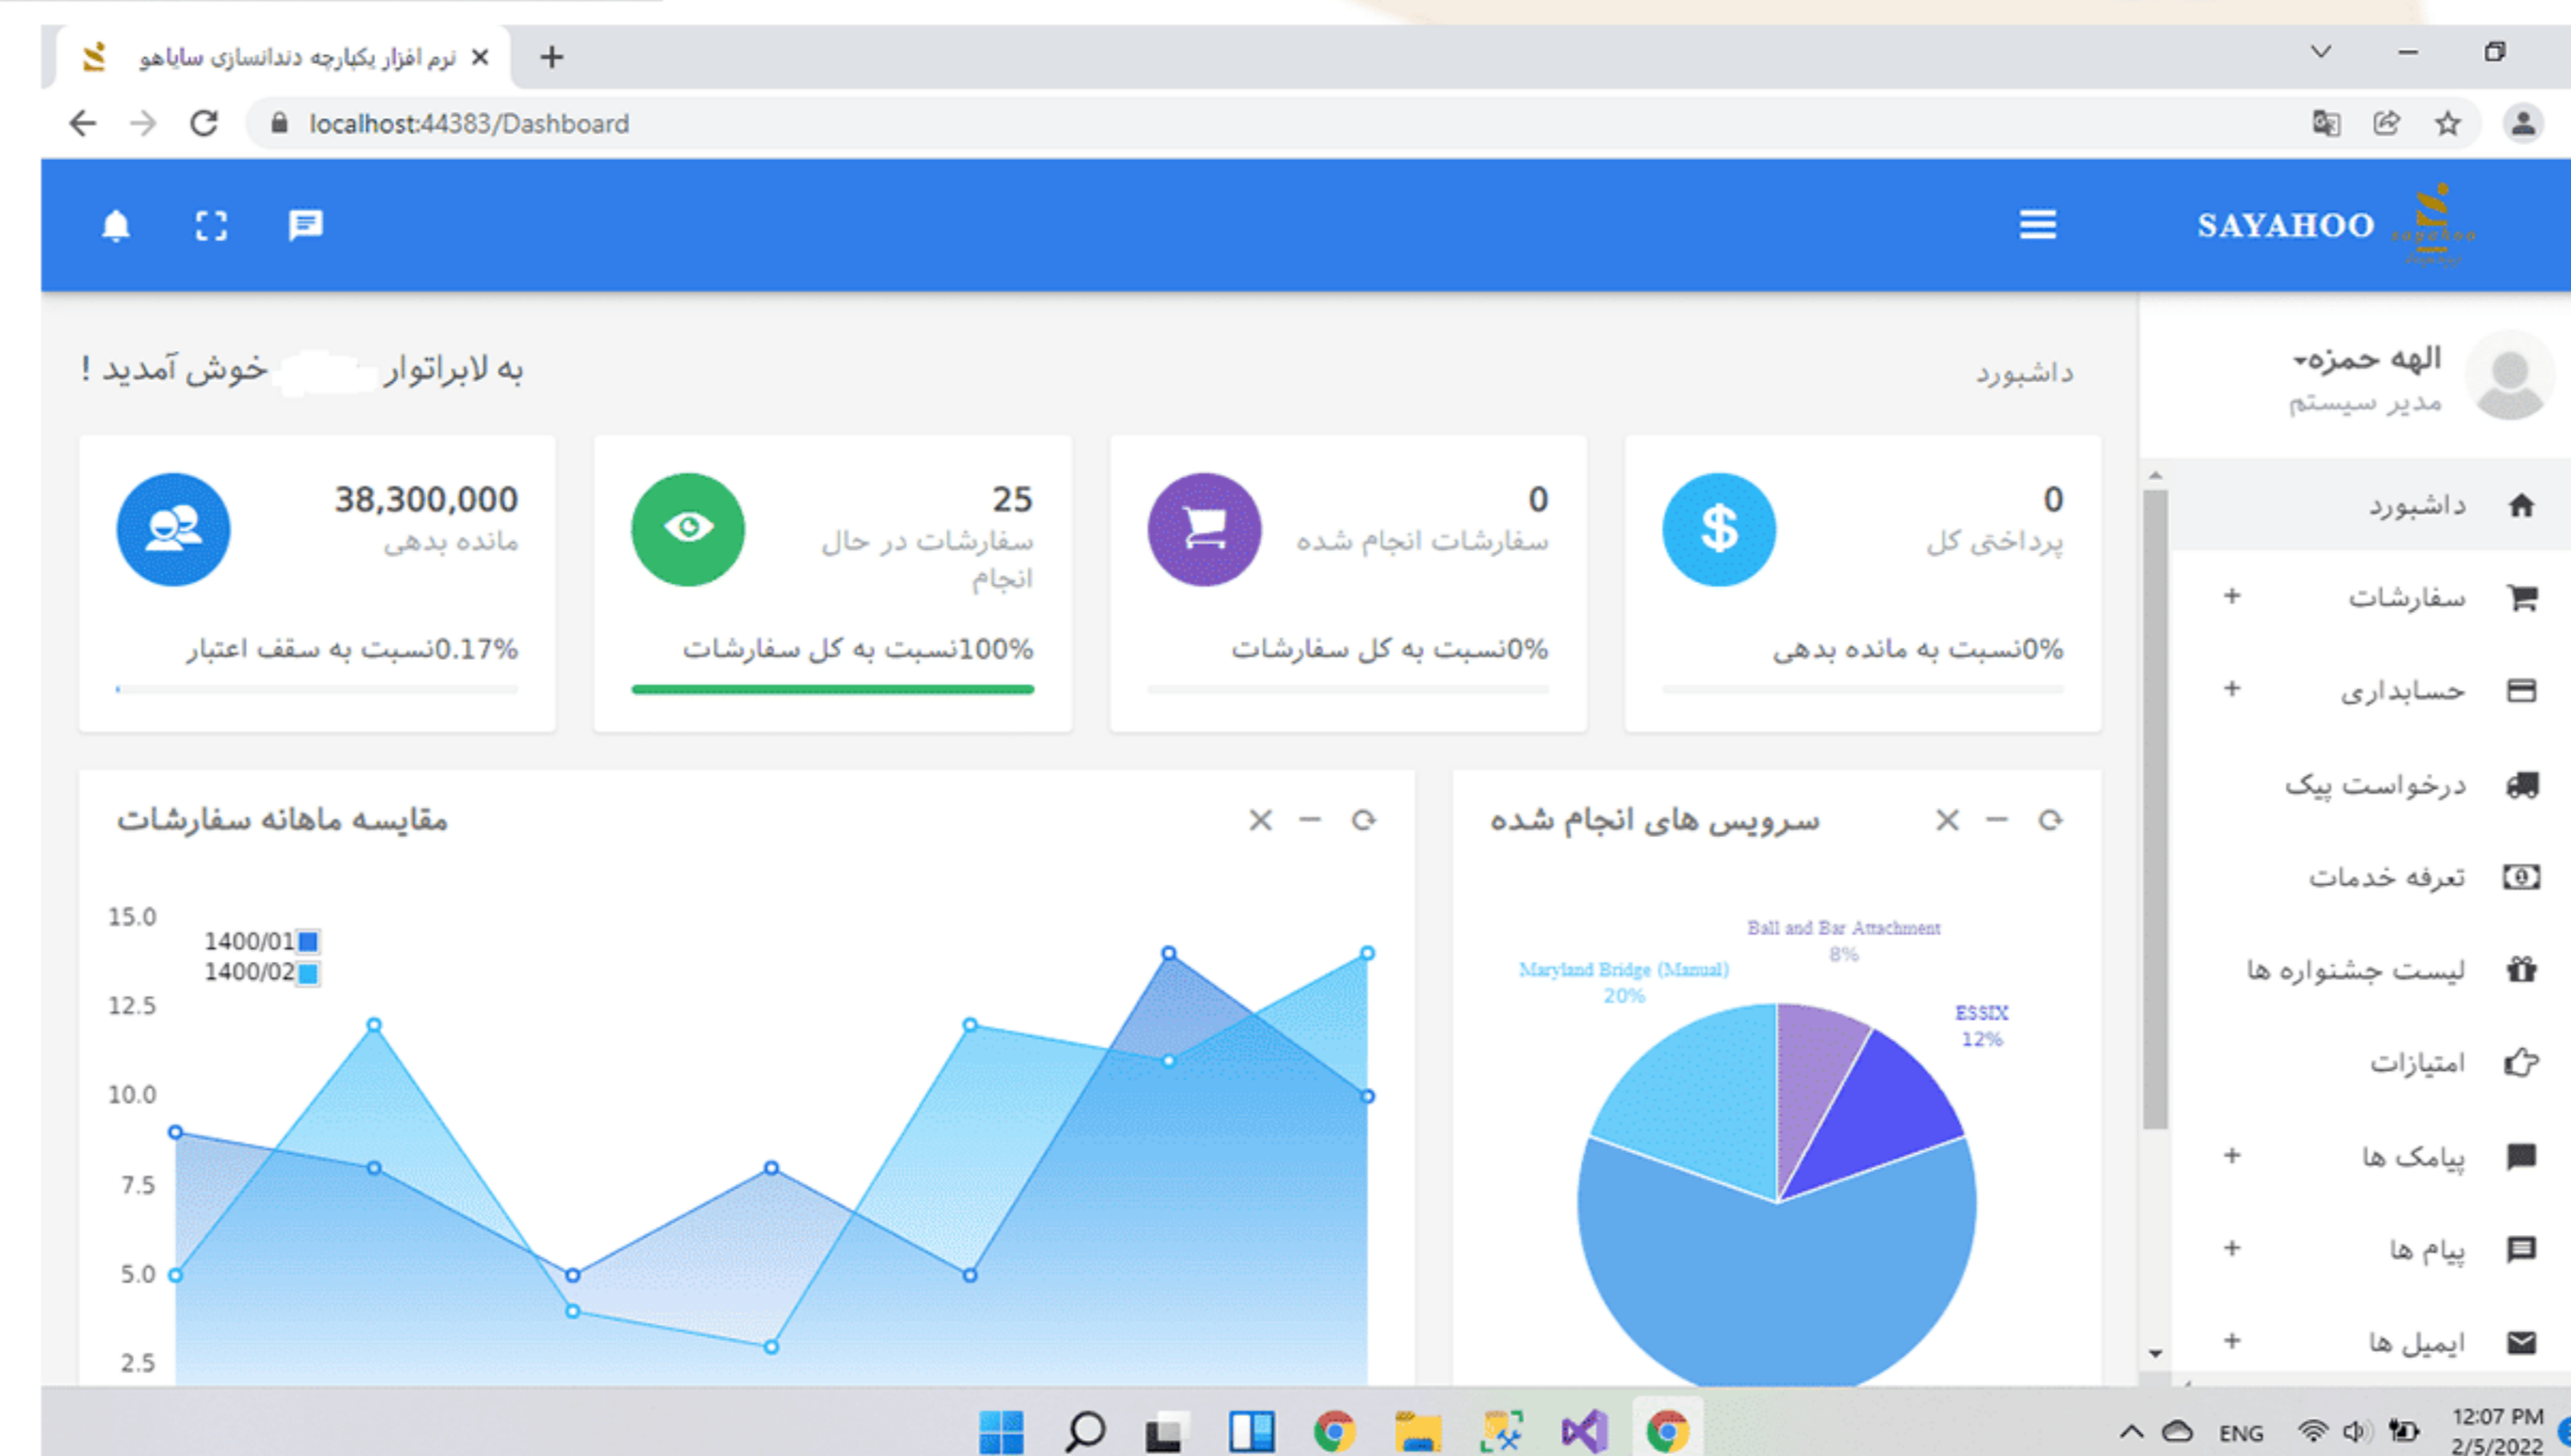 نرم افزار یکپارچه دندانسازی سایاهو
localhost:44383/Dashboard
SAYAHOO
sayahoo
الهه حمزه
مدیر سیستم
داشبورد
به لابراتوار خوش آمدید !
0
پرداختی کل
0%نسبت به مانده بدهی
0
سفارشات انجام شده
0%نسبت به کل سفارشات
25
سفارشات در حال
انجام
100%نسبت به کل سفارشات
38,300,000
مانده بدهی
0.17%نسبت به سقف اعتبار
داشبورد
سفارشات +
حسابداری +
درخواست پیک
تعرفه خدمات
لیست جشنواره ها
امتیازات
پیامک ها +
پیام ها +
ایمیل ها +
سرویس های انجام شده
Ball and Bar Attachment
8%
Maryland Bridge (Manual)
20%
ESSIX
12%
مقایسه ماهانه سفارشات
1400/01
1400/02
15.0
12.5
10.0
7.5
5.0
2.5
ENG
12:07 PM
2/5/2022